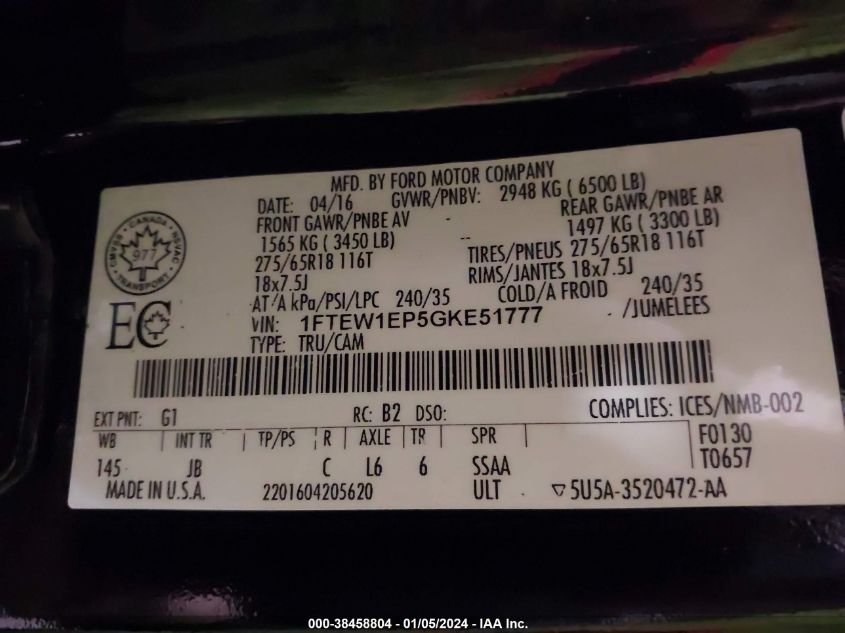 MFD. BY FORD MOTOR COMPANY
DATE: 04/16 GVWR/PNBV: 2948 KG ( 6500 LB)
FRONT GAWR/PNBE AV - REAR GAWR/PNBE AR
1565 KG ( 3450 LB) -- 1497 KG ( 3300 LB)
275/65R18 116T TIRES/PNEUS 275/65R18 116T
18x7.5J RIMS/JANTES 18x7.5J
AT/A kPa/PSI/LPC 240/35 COLD/A FROID 240/35
VIN: 1FTEW1EP5GKE51777 /JUMELEES
TYPE: TRU/CAM
CANADA
977
TRANSPORT
EC
EXT PNT: G1 RC: B2 DSO: COMPLIES: ICES/NMB-002
WB | INT TR | TP/PS | R | AXLE | TR | SPR F0130
145 JB C L6 6 SSAA T0657
MADE IN U.S.A. 2201604205620 ULT ▽5U5A-3520472-AA
000-38458804 - 01/05/2024 - IAA Inc.